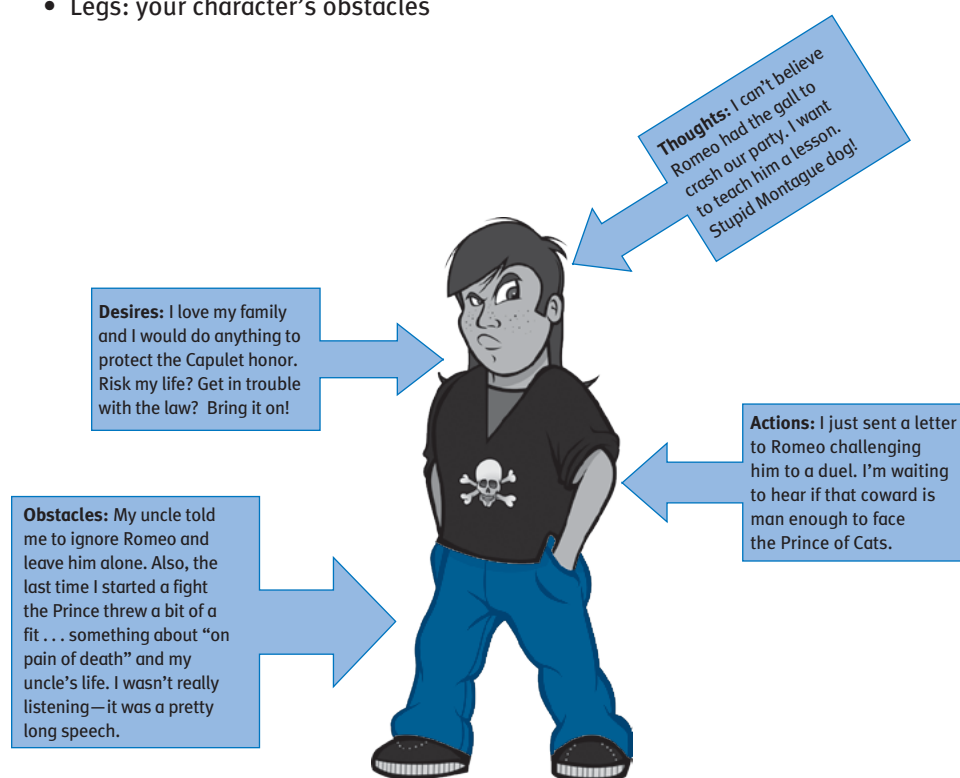 • Legs: your character's obstacles
Thoughts: I can't believe
Romeo had the gall to
crash our party. I want
to teach him a lesson.
Stupid Montague dog!
Desires: I love my family
and I would do anything to
protect the Capulet honor.
Risk my life? Get in trouble
with the law? Bring it on!
Actions: I just sent a letter
to Romeo challenging
him to a duel. I'm waiting
to hear if that coward is
man enough to face
the Prince of Cats.
Obstacles: My uncle told
me to ignore Romeo and
leave him alone. Also, the
last time I started a fight
the Prince threw a bit of a
fit . . . something about “on
pain of death” and my
uncle's life. I wasn't really
listening—it was a pretty
long speech.